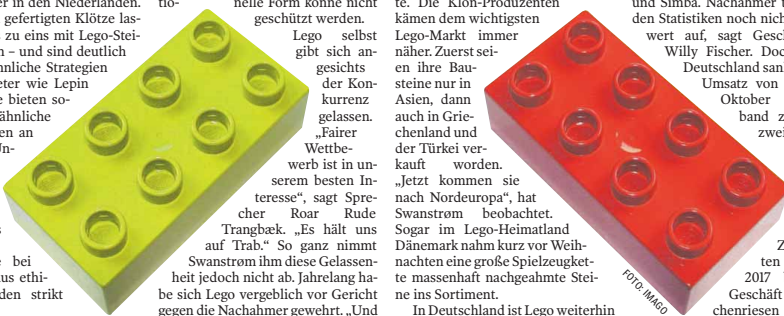 er in den Niederlanden.
gefertigten Klötze las-
zu eins mit Lego-Stei-
– und sind deutlich
hnliche Strategien
eter wie Lepin
bieten so-
ähnliche
en an
Un-
bei
us ethi-
den strikt
tio- nelle Form könne nicht
geschützt werden.
Lego selbst
gibt sich an-
gesichts
der Kon-
kurrenz
gelassen.
„Fairer
Wettbe-
werb ist in un-
serem besten In-
teresse“, sagt Spre-
cher Roar Rude
Trangbæk. „Es hält uns
auf Trab.“ So ganz nimmt
Swanstrøm ihm diese Gelassen-
heit jedoch nicht ab. Jahrelang ha-
be sich Lego vergeblich vor Gericht
gegen die Nachahmer gewehrt. „Und
te. Die Klon-Produzenten
kämen dem wichtigsten
Lego-Markt immer
näher. Zuerst sei-
en ihre Bau-
steine nur in
Asien, dann
auch in Grie-
chenland und
der Türkei ver-
kauft worden.
„Jetzt kommen sie
nach Nordeuropa“, hat
Swanstrøm beobachtet.
Sogar im Lego-Heimatland
Dänemark nahm kurz vor Weih-
nachten eine große Spielzeugket-
te massenhaft nachgeahmte Stei-
ne ins Sortiment.
In Deutschland ist Lego weiterhin
FOTO: IMAGO
und Simba. Nachahmer
den Statistiken noch nich
wert auf, sagt Gesch
Willy Fischer. Doc
Deutschland san
Umsatz von
Oktober
band z
zwei
Z
ten
2017
Geschäft
chenriesen